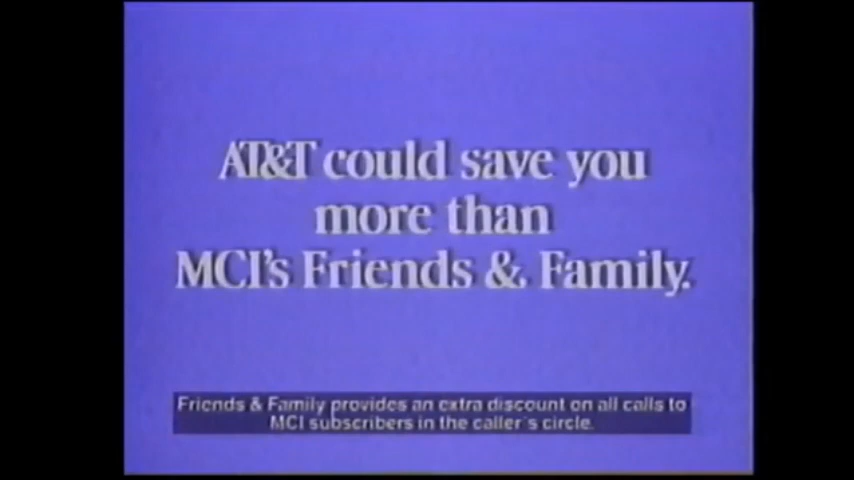 AT&T could save you
more than
MCI's Friends & Family.
Friends & Family provides an extra discount on all calls to
MCI subscribers in the caller's circle.